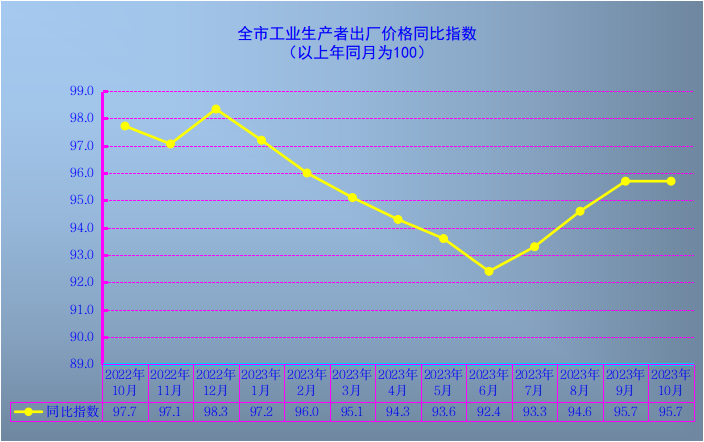 全市工业生产者出厂价格同比指数
（以上年同月为100）
99.0
98.0
97.0
96.0
95.0
94.0
93.0
92.0
91.0
90.0
89.0
2022年 2022年 2022年 2023年 2023年 2023年 2023年 2023年 2023年 2023年 2023年 2023年 2023年
10月 11月 12月 1月 2月 3月 4月 5月 6月 7月 8月 9月 10月
同比指数 97.7 97.1 98.3 97.2 96.0 95.1 94.3 93.6 92.4 93.3 94.6 95.7 95.7